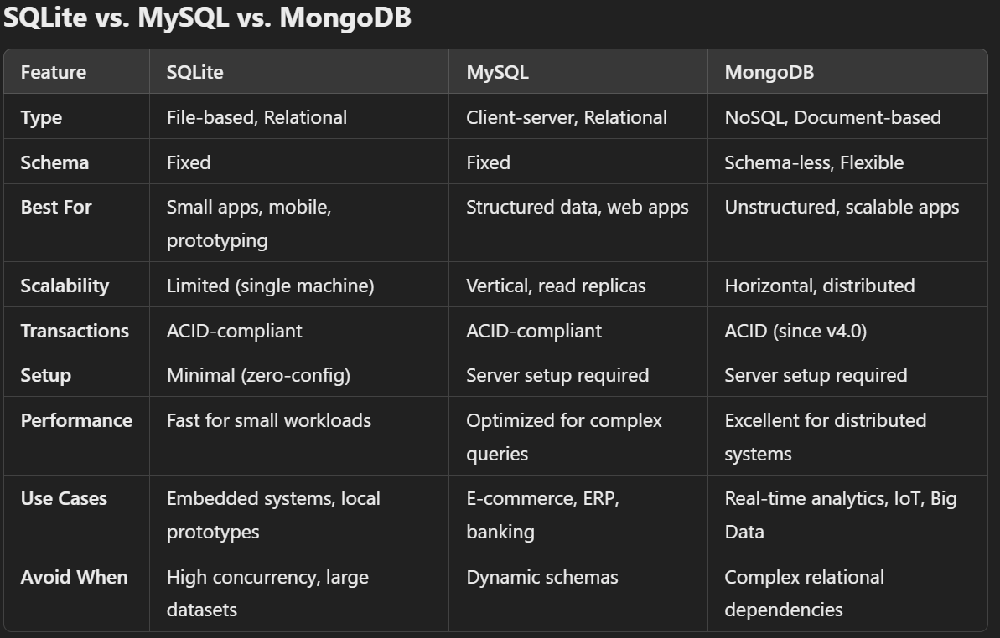 SQLite vs. MySQL vs. MongoDB
Feature SQLite MySQL MongoDB
Type File-based, Relational Client-server, Relational NoSQL, Document-based
Schema Fixed Fixed Schema-less, Flexible
Best For Small apps, mobile, Structured data, web apps Unstructured, scalable apps
prototyping
Scalability Limited (single machine) Vertical, read replicas Horizontal, distributed
Transactions ACID-compliant ACID-compliant ACID (since v4.0)
Setup Minimal (zero-config) Server setup required Server setup required
Performance Fast for small workloads Optimized for complex Excellent for distributed
queries systems
Use Cases Embedded systems, local E-commerce, ERP, Real-time analytics, IoT, Big
prototypes banking Data
Avoid When High concurrency, large Dynamic schemas Complex relational
datasets dependencies